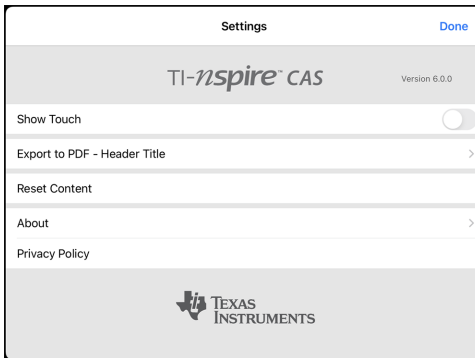 Settings
Done
TI-nspire™ CAS
Version 6.0.0
Show Touch
Export to PDF - Header Title
Reset Content
About
Privacy Policy
TEXAS
INSTRUMENTS